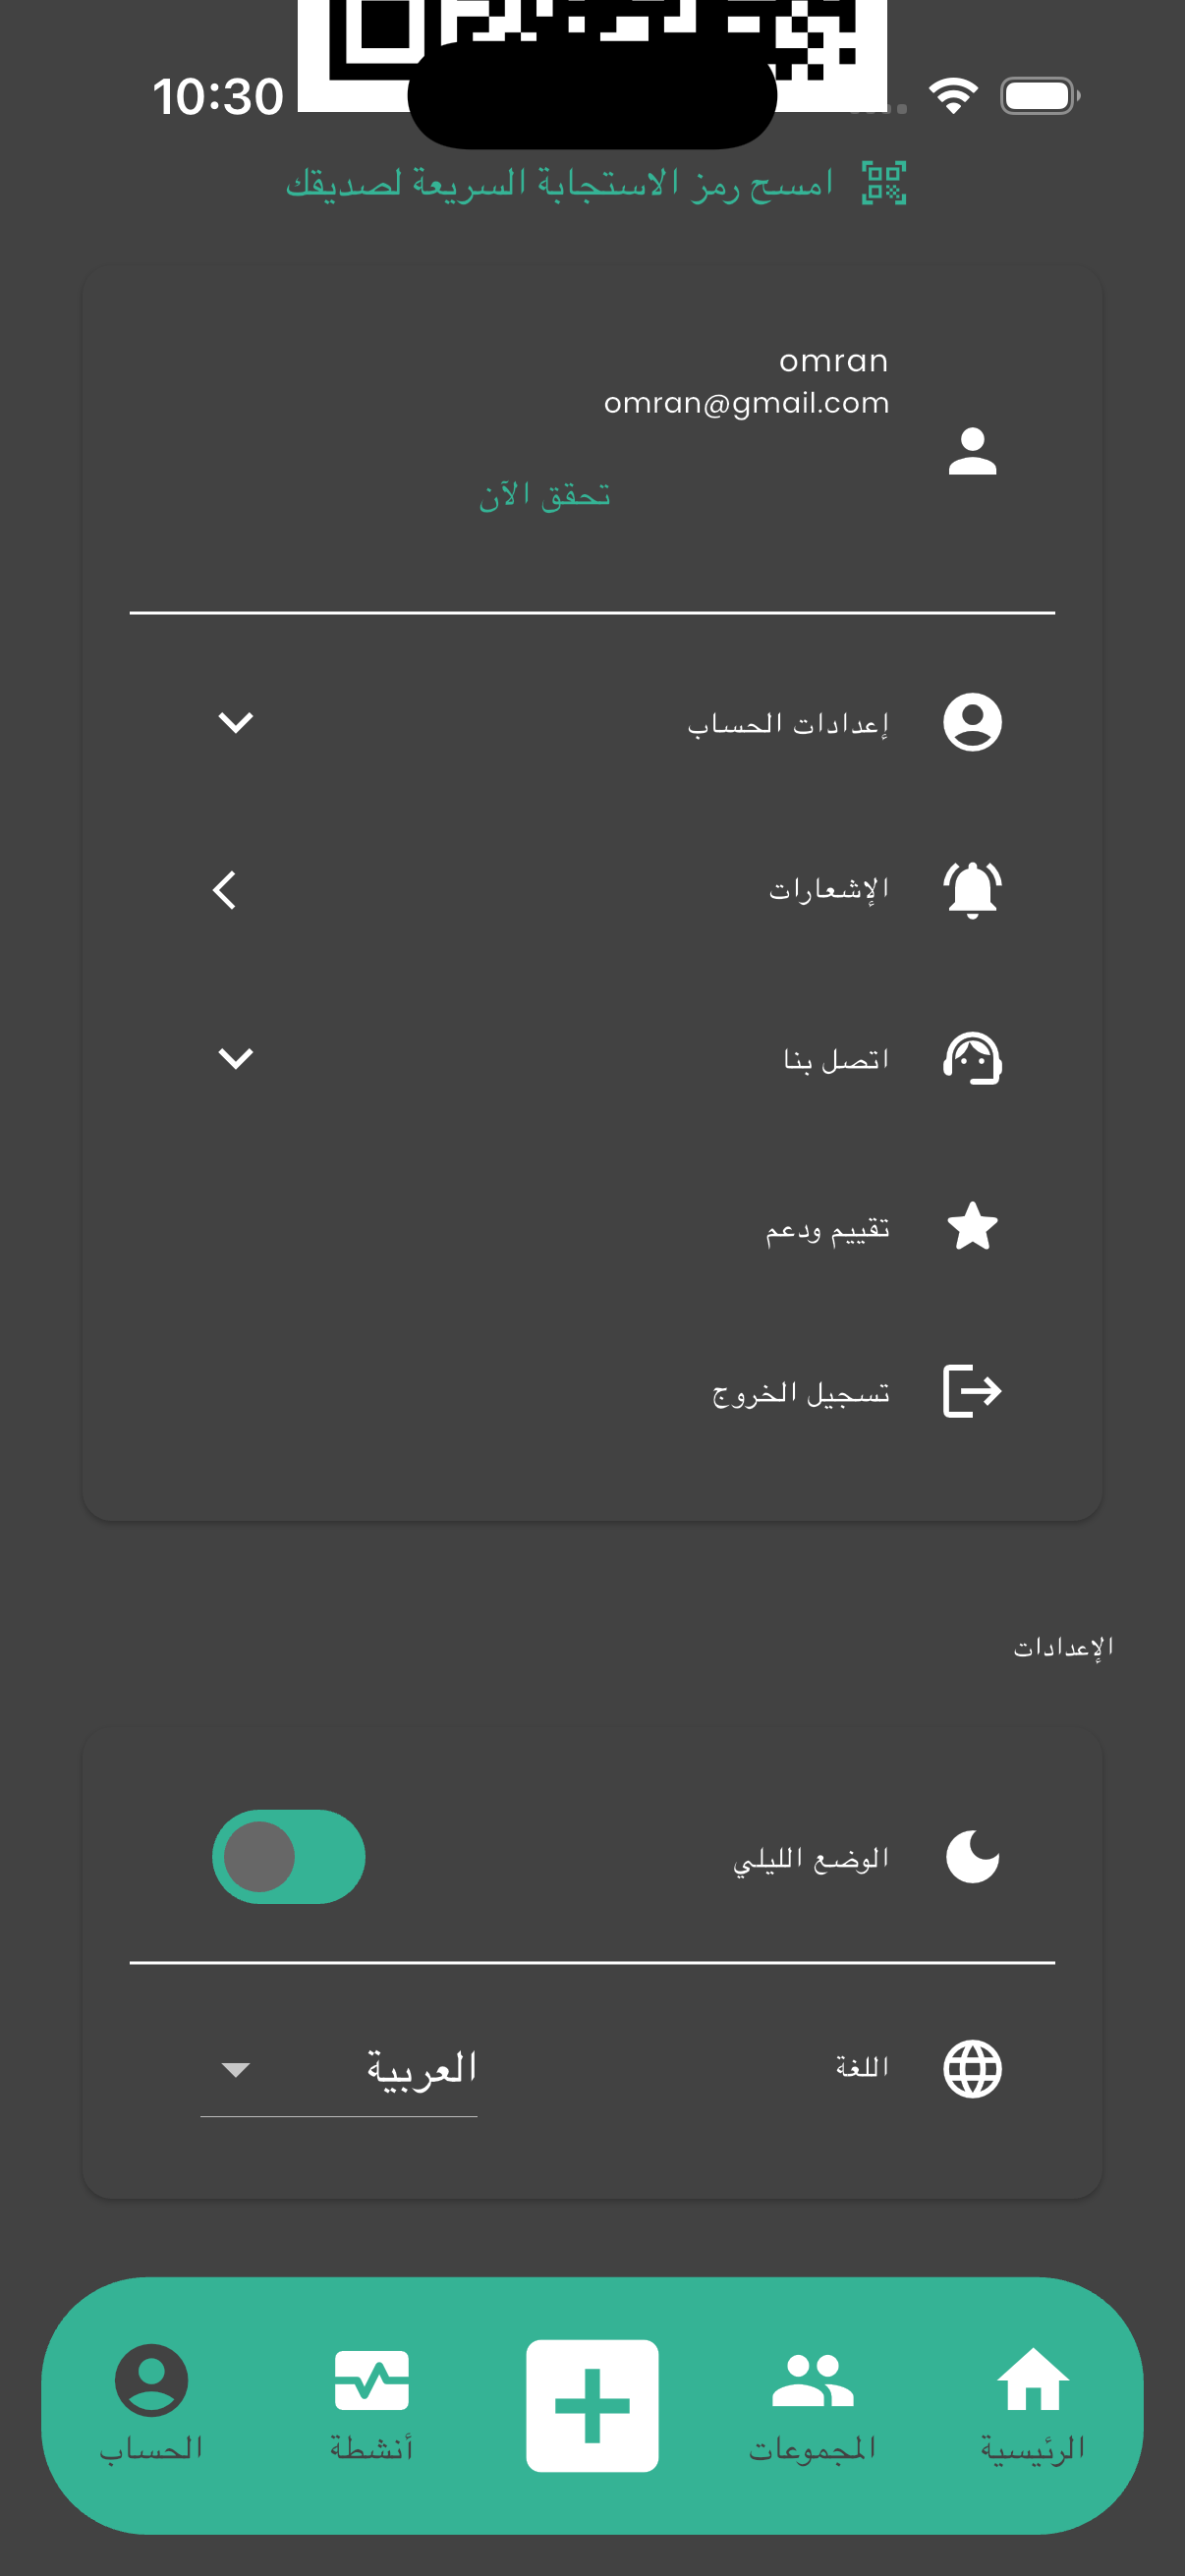 10:30
امسح رمز الاستجابة السريعة لصديقك
omran
omran@gmail.com
تحقق الآن
إعدادات الحساب
الإشعارات
اتصل بنا
تقييم ودعم
تسجيل الخروج
الإعدادات
الوضع الليلي
اللغة
العربية
الرئيسية
المجموعات
أنشطة
الحساب